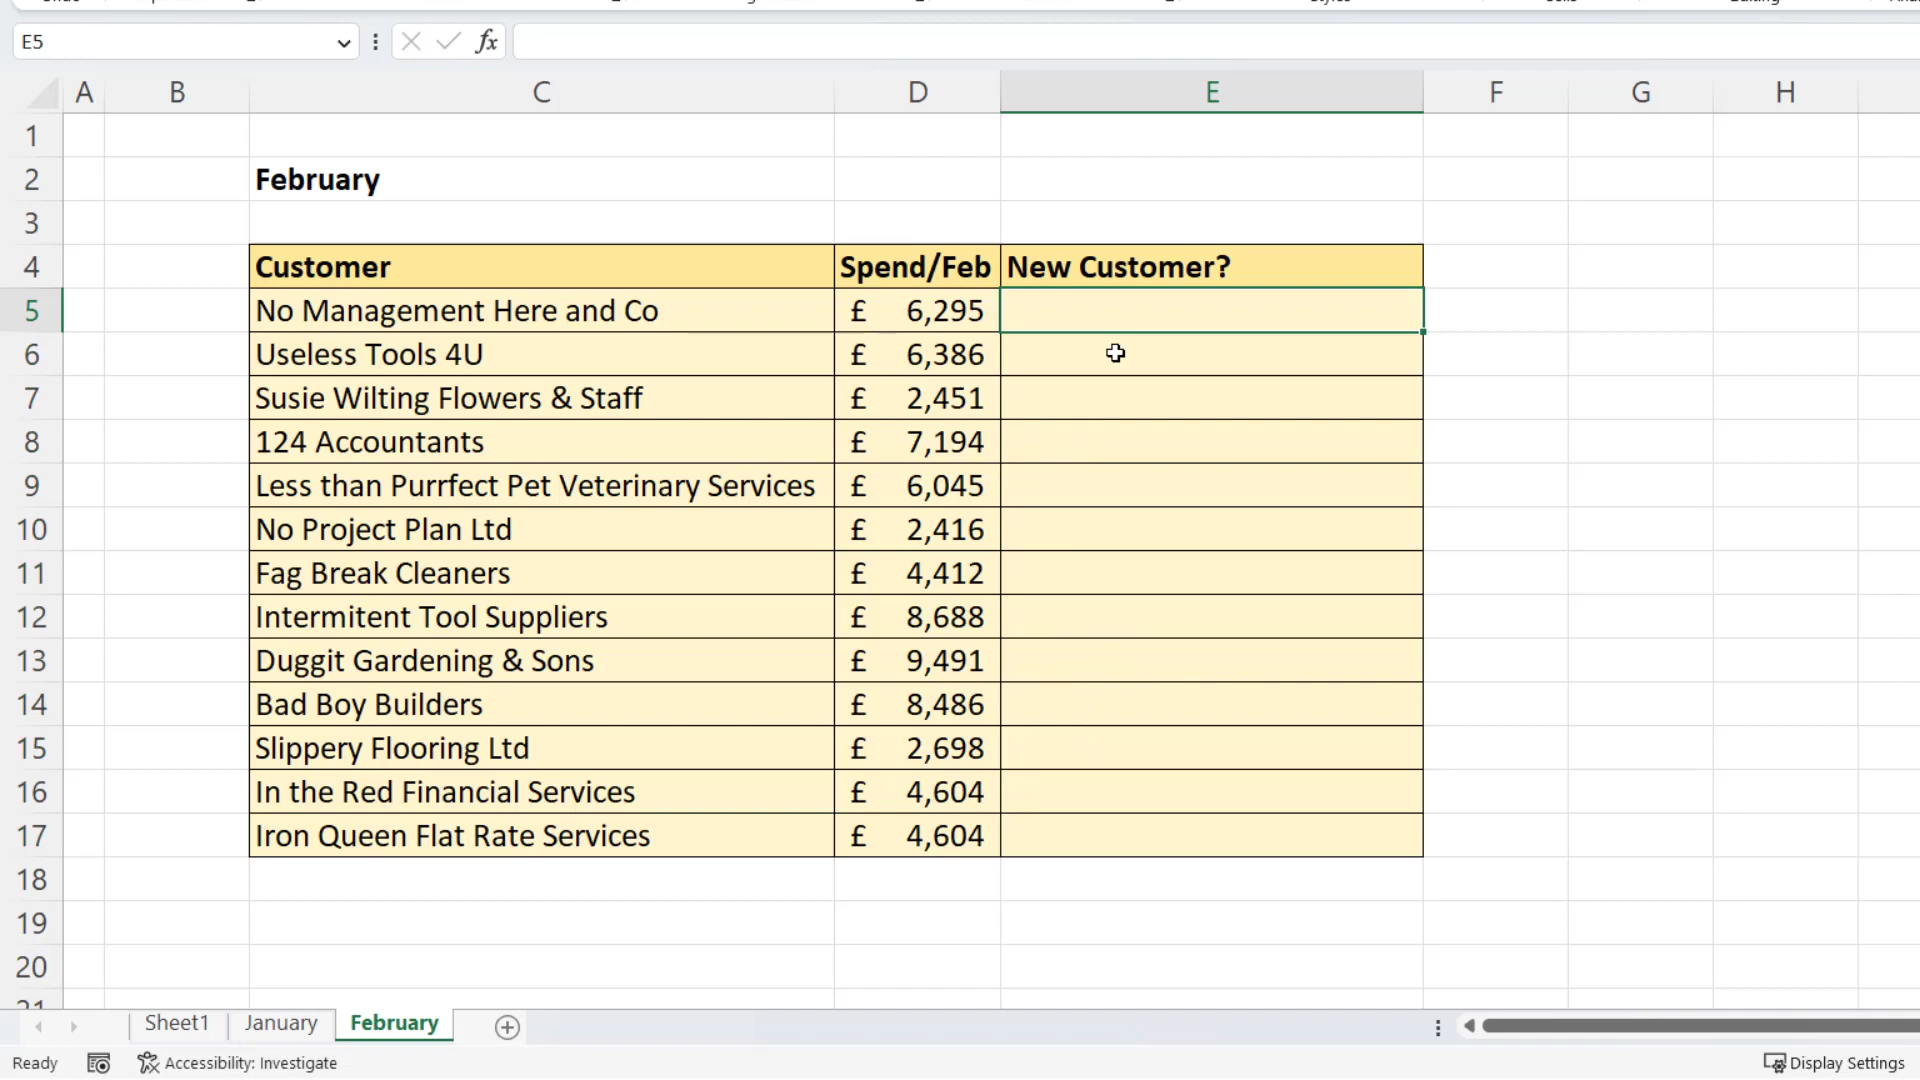 E5
fx
A B C D E F G H
1
2 February
3
4 Customer Spend/Feb New Customer?
5 No Management Here and Co £ 6,295
6 Useless Tools 4U £ 6,386
7 Susie Wilting Flowers & Staff £ 2,451
8 124 Accountants £ 7,194
9 Less than Purrfect Pet Veterinary Services £ 6,045
10 No Project Plan Ltd £ 2,416
11 Fag Break Cleaners £ 4,412
12 Intermitent Tool Suppliers £ 8,688
13 Duggit Gardening & Sons £ 9,491
14 Bad Boy Builders £ 8,486
15 Slippery Flooring Ltd £ 2,698
16 In the Red Financial Services £ 4,604
17 Iron Queen Flat Rate Services £ 4,604
18
19
20
21
Sheet1 January February
Ready Accessibility: Investigate Display Settings